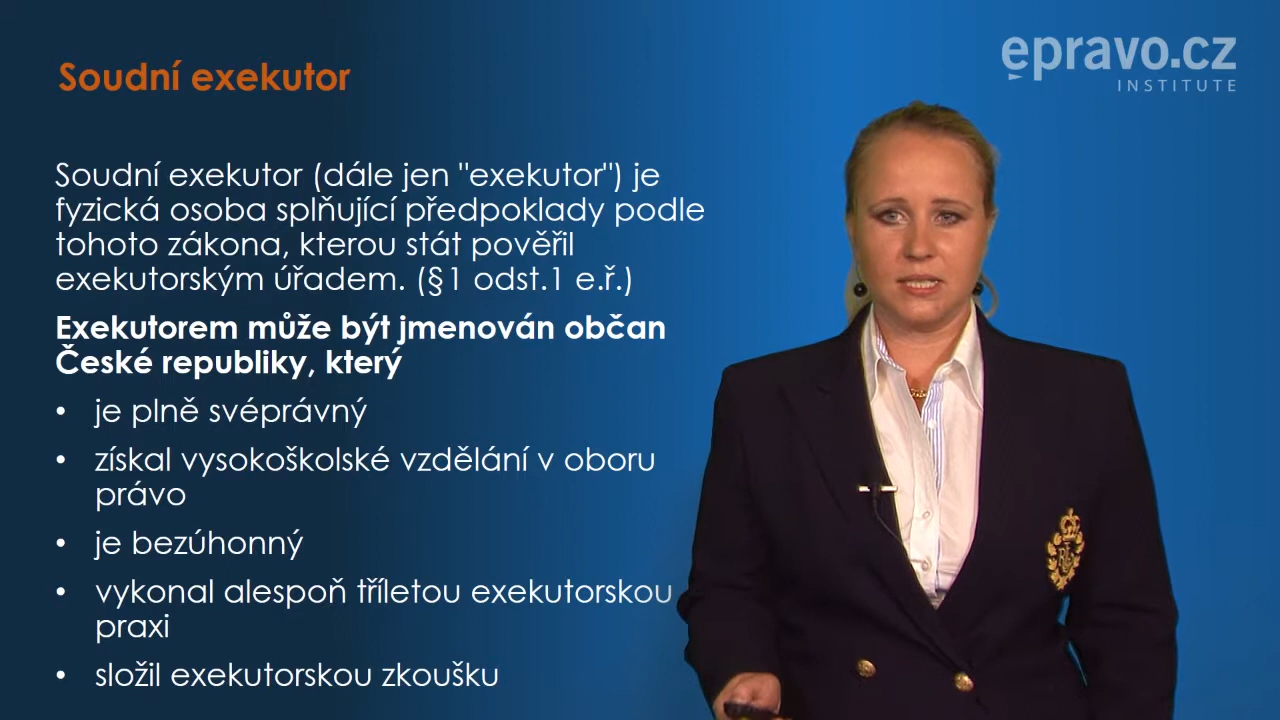 Soudní exekutor
epravo.cz
INSTITUTE
Soudní exekutor (dále jen "exekutor") je
fyzická osoba splňující předpoklady podle
tohoto zákona, kterou stát pověřil
exekutorským úřadem. (§1 odst.1 e.ř.)
Exekutorem může být jmenován občan
České republiky, který
• je plně svéprávný
• získal vysokoškolské vzdělání v oboru
právo
• je bezúhonný
• vykonal alespoň tříletou exekutorskou
praxi
• složil exekutorskou zkoušku